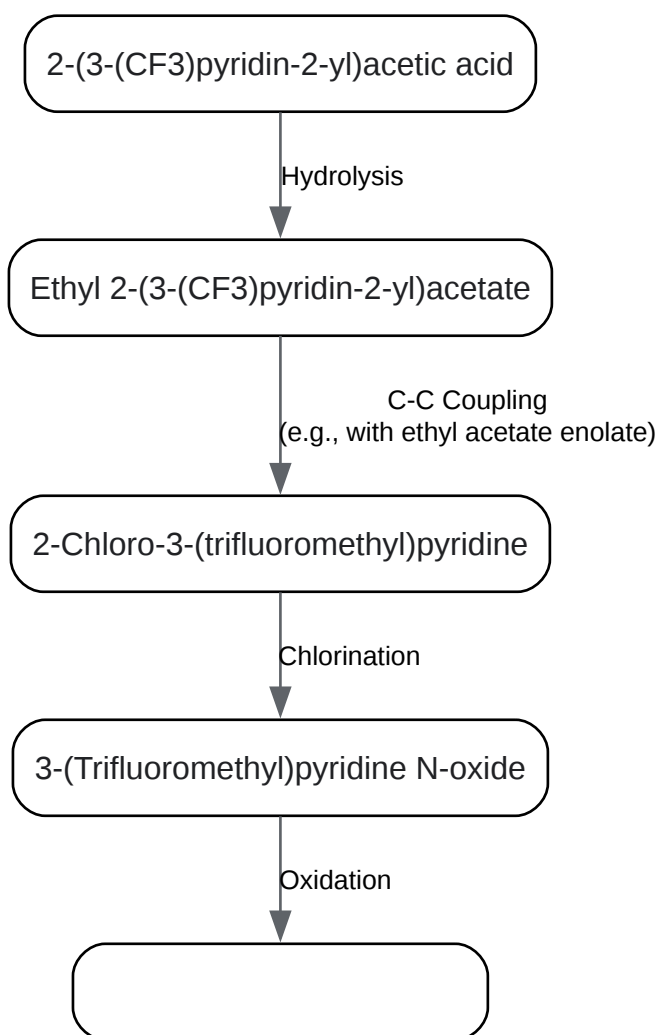 2-(3-(CF3)pyridin-2-yl)acetic acid
Hydrolysis
Ethyl 2-(3-(CF3)pyridin-2-yl)acetate
C-C Coupling
(e.g., with ethyl acetate enolate)
2-Chloro-3-(trifluoromethyl)pyridine
Chlorination
3-(Trifluoromethyl)pyridine N-oxide
Oxidation